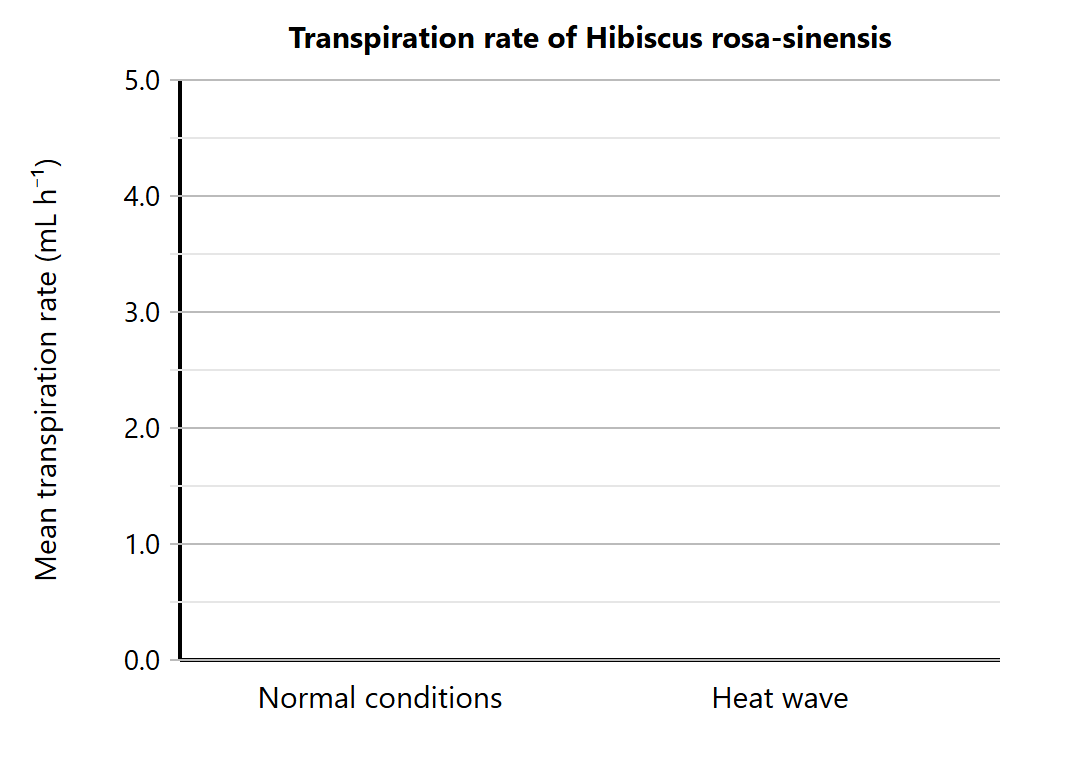 Transpiration rate of Hibiscus rosa-sinensis
Mean transpiration rate (mL h⁻¹)
5.0
4.0
3.0
2.0
1.0
0.0
Normal conditions
Heat wave